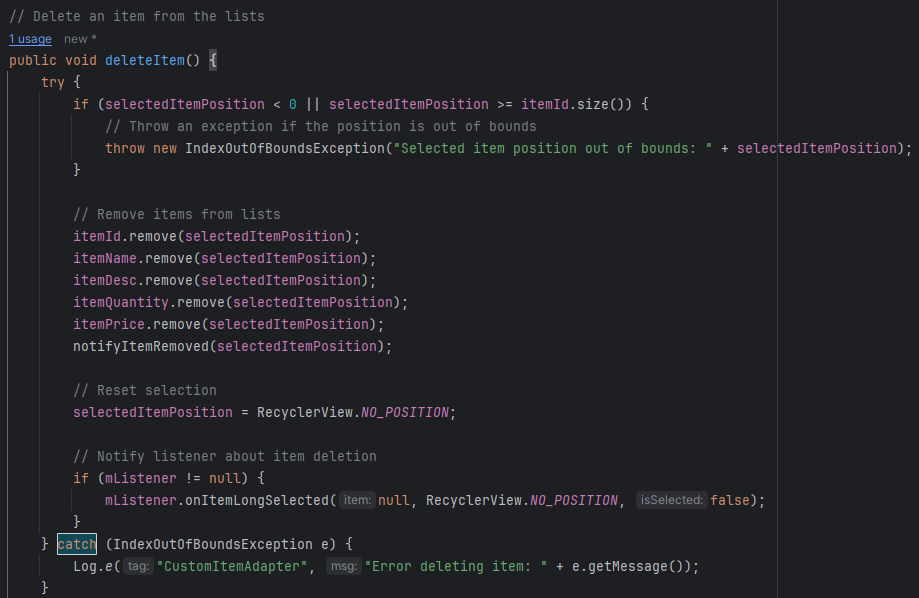 // Delete an item from the lists
1 usage   new *
public void deleteItem() {
    try {
        if (selectedItemPosition < 0 || selectedItemPosition >= itemId.size()) {
            // Throw an exception if the position is out of bounds
            throw new IndexOutOfBoundsException("Selected item position out of bounds: " + selectedItemPosition);
        }
        // Remove items from lists
        itemId.remove(selectedItemPosition);
        itemName.remove(selectedItemPosition);
        itemDesc.remove(selectedItemPosition);
        itemQuantity.remove(selectedItemPosition);
        itemPrice.remove(selectedItemPosition);
        notifyItemRemoved(selectedItemPosition);
        // Reset selection
        selectedItemPosition = RecyclerView.NO_POSITION;
        // Notify listener about item deletion
        if (mListener != null) {
            mListener.onItemLongSelected( item: null, RecyclerView.NO_POSITION, isSelected: false);
        }
    } catch (IndexOutOfBoundsException e) {
        Log.e( tag: "CustomItemAdapter", msg: "Error deleting item: " + e.getMessage());
    }